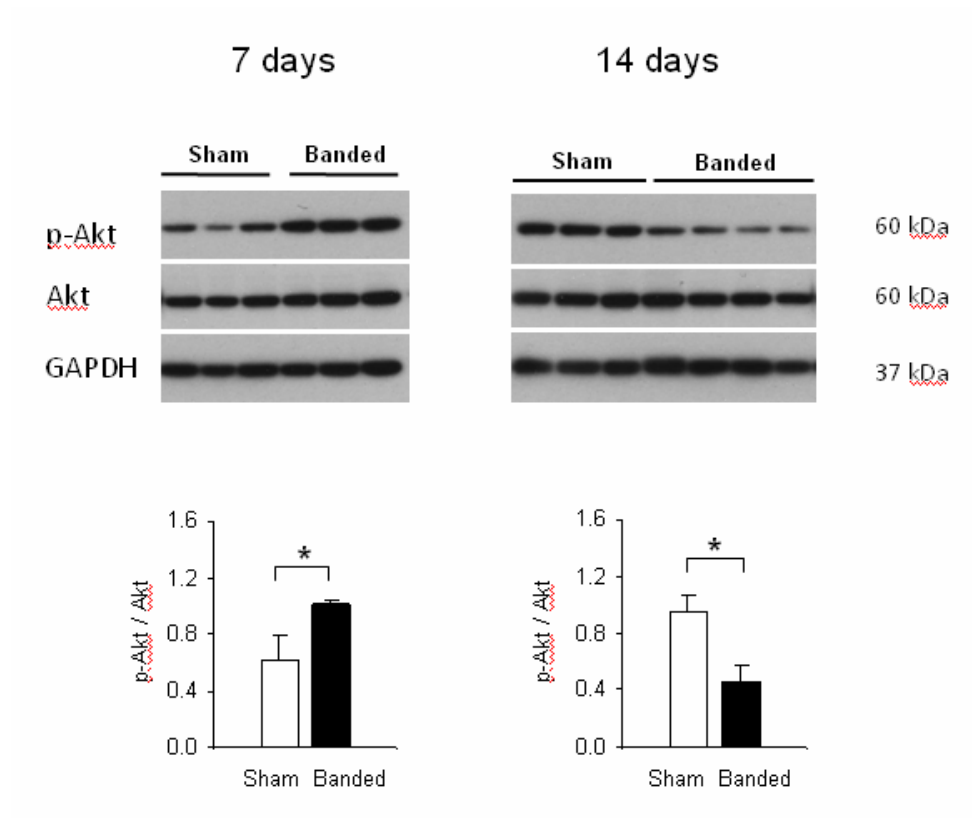 7 days 14 days
Sham Banded Sham Banded
p-Akt 60 kDa
Akt 60 kDa
GAPDH 37 kDa
1.6 1.6
* *
1.2 1.2
p-Akt / Akt p-Akt / Akt
0.8 0.8
0.4 0.4
0.0 0.0
Sham Banded Sham Banded